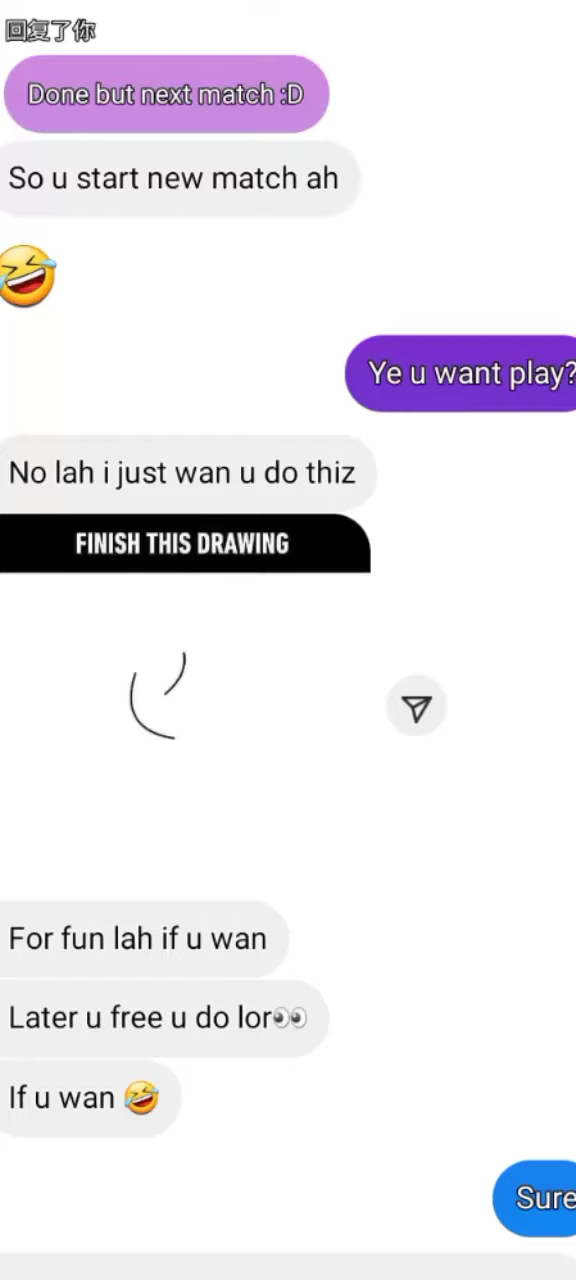 回复了你
Done but next match :D
So u start new match ah
🤣
Ye u want play?
No lah i just wan u do thiz
FINISH THIS DRAWING
For fun lah if u wan
Later u free u do lor👀
If u wan 🤣
Sure